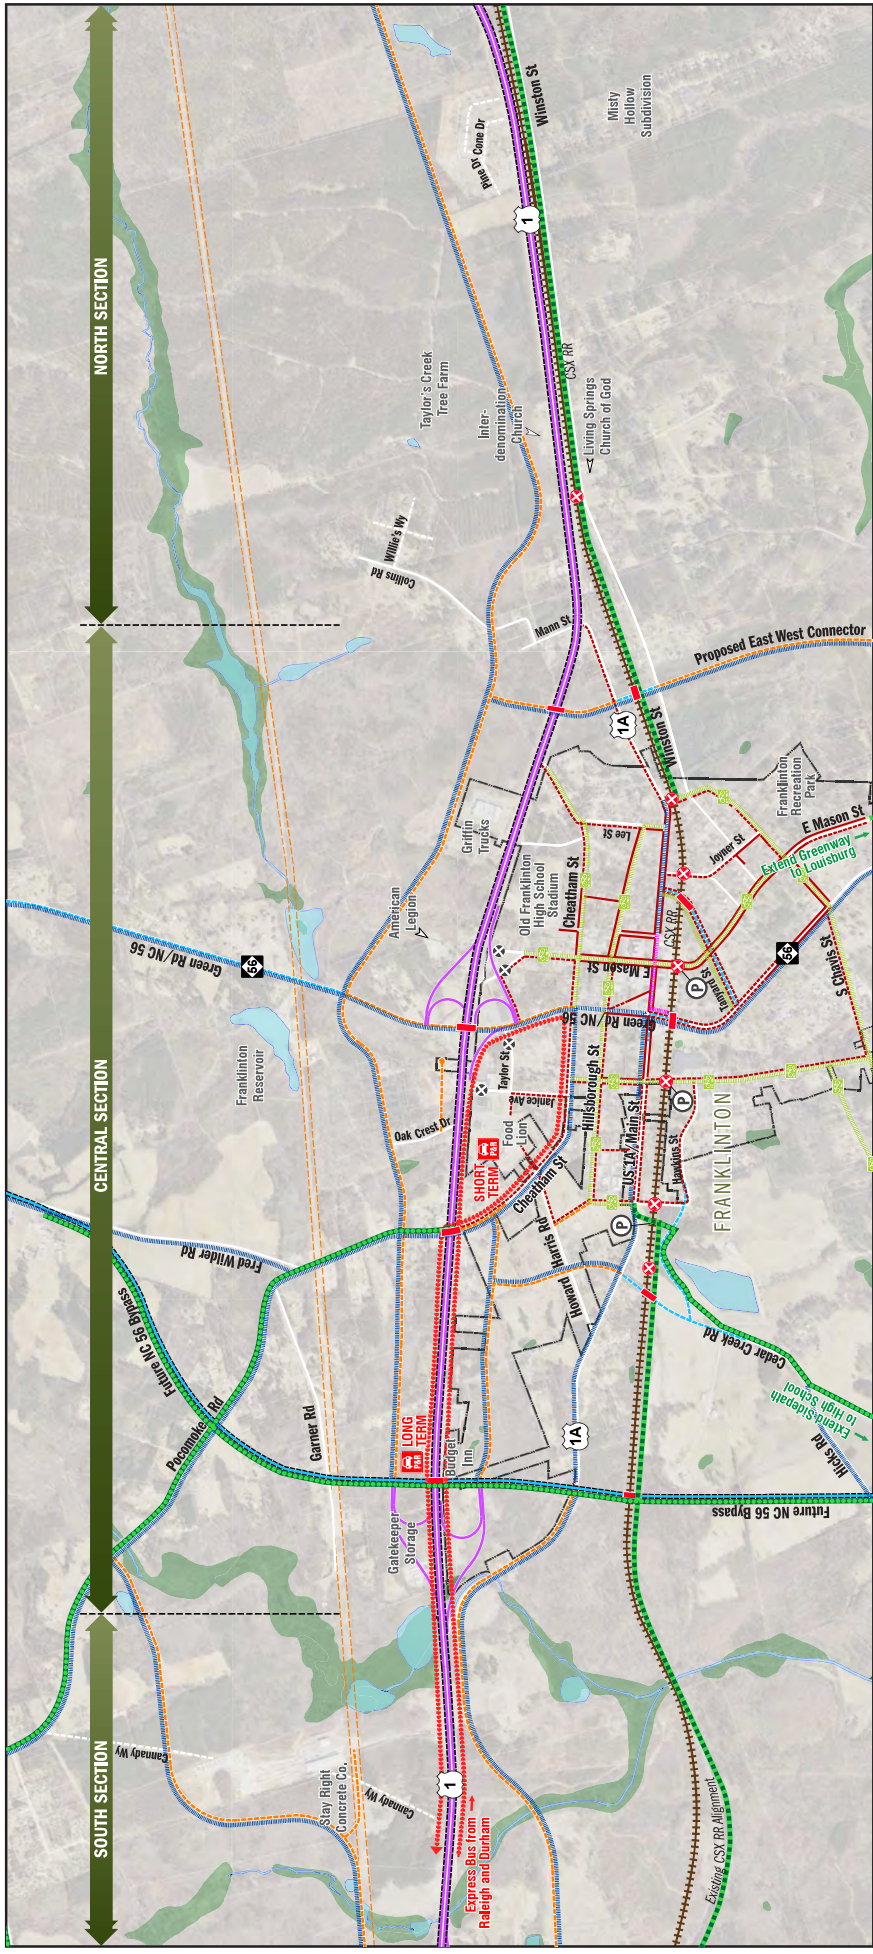 NORTH SECTION
CENTRAL SECTION
SOUTH SECTION
Winston St
Misty
Hollow
Subdivision
Pine Dr
Cone Dr
1
CSX RR
Taylor's Creek
Tree Farm
Inter-
denomination
Church
Living Springs
Church of God
Willie's Wy
Collins Rd
Mann St
Proposed East West Connector
1A
Winston St
Franklinton
Recreation
Park
E Mason St
Extend Greenway
to Louisburg
Joyner St
Lee St
Griffin
Trucks
Old Franklinton
High School
Stadium
Cheatham St
American
Legion
Green Rd/NC 56
56
CSX RR
E Mason St
Tanyard St
P
56
S Chavis St
Green Rd/NC 56
Franklinton
Reservoir
Taylor St
Janice Ave
Hillsborough St
Oak Crest Dr
Food
Lion
SHORT
TERM
P&R
Cheatham St
US 1A/Main St
Hawkins St
P
FRANKLINTON
P
Howard Harris Rd
Fred Wilder Rd
Future NC 56 Bypass
Pocomoke Rd
Garner Rd
LONG
TERM
P&R
Budget
Inn
1A
Cedar Creek Rd
Extend Sidepath
to High School
Hicks Rd
Future NC 56 Bypass
Gatekeeper
Storage
Cannady Wy
Stay Right
Concrete Co,
Cannady Wy
1
Express Bus from
Raleigh and Durham
Existing CSX RR Alignment